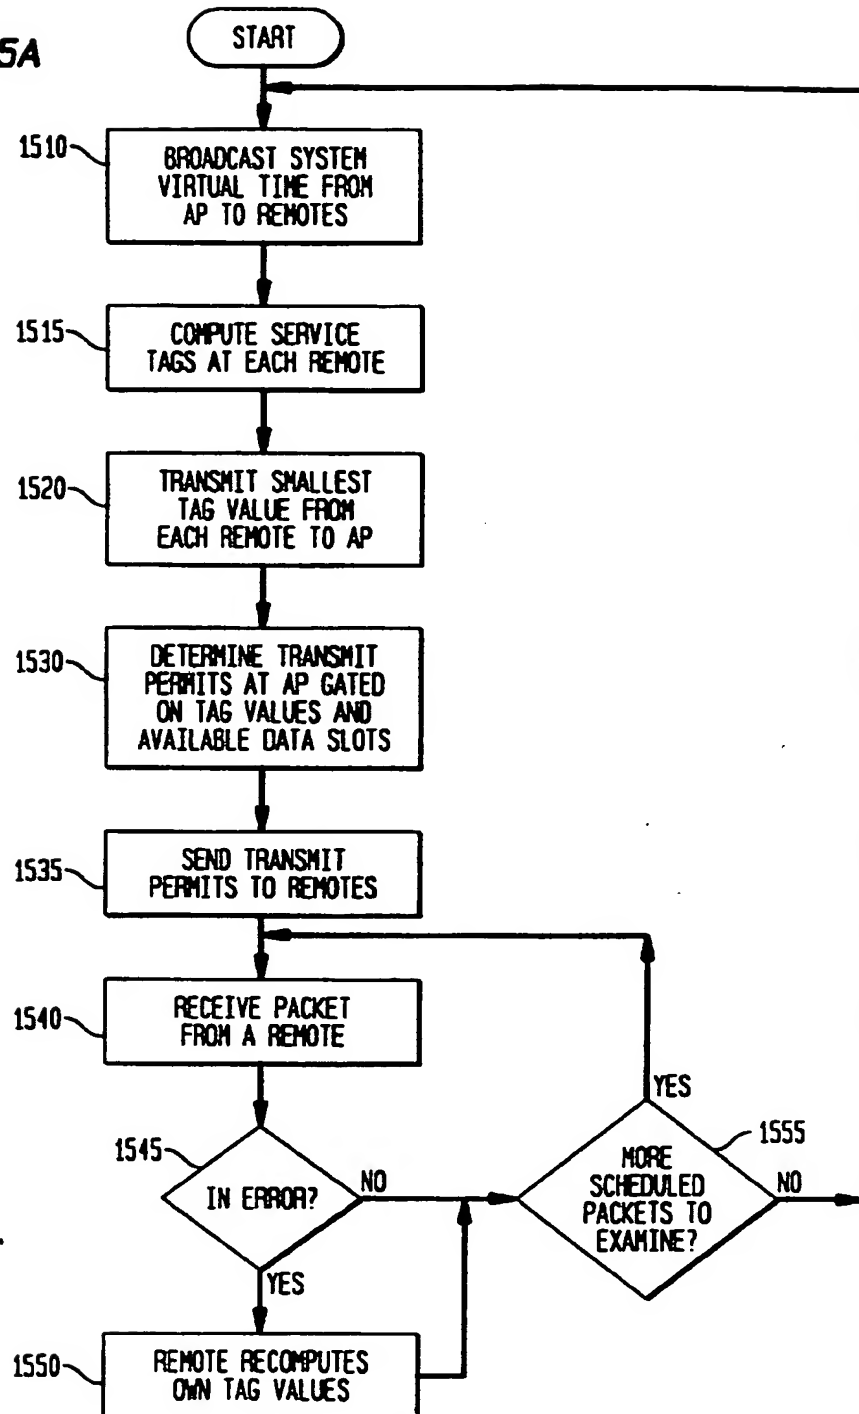 5A
START
1510
BROADCAST SYSTEM
VIRTUAL TIME FROM
AP TO REMOTES
1515
COMPUTE SERVICE
TAGS AT EACH REMOTE
1520
TRANSMIT SMALLEST
TAG VALUE FROM
EACH REMOTE TO AP
1530
DETERMINE TRANSMIT
PERMITS AT AP GATED
ON TAG VALUES AND
AVAILABLE DATA SLOTS
1535
SEND TRANSMIT
PERMITS TO REMOTES
1540
RECEIVE PACKET
FROM A REMOTE
1545
IN ERROR?
NO
YES
1550
REMOTE RECOMPUTES
OWN TAG VALUES
YES
1555
MORE
SCHEDULED
PACKETS TO
EXAMINE?
NO